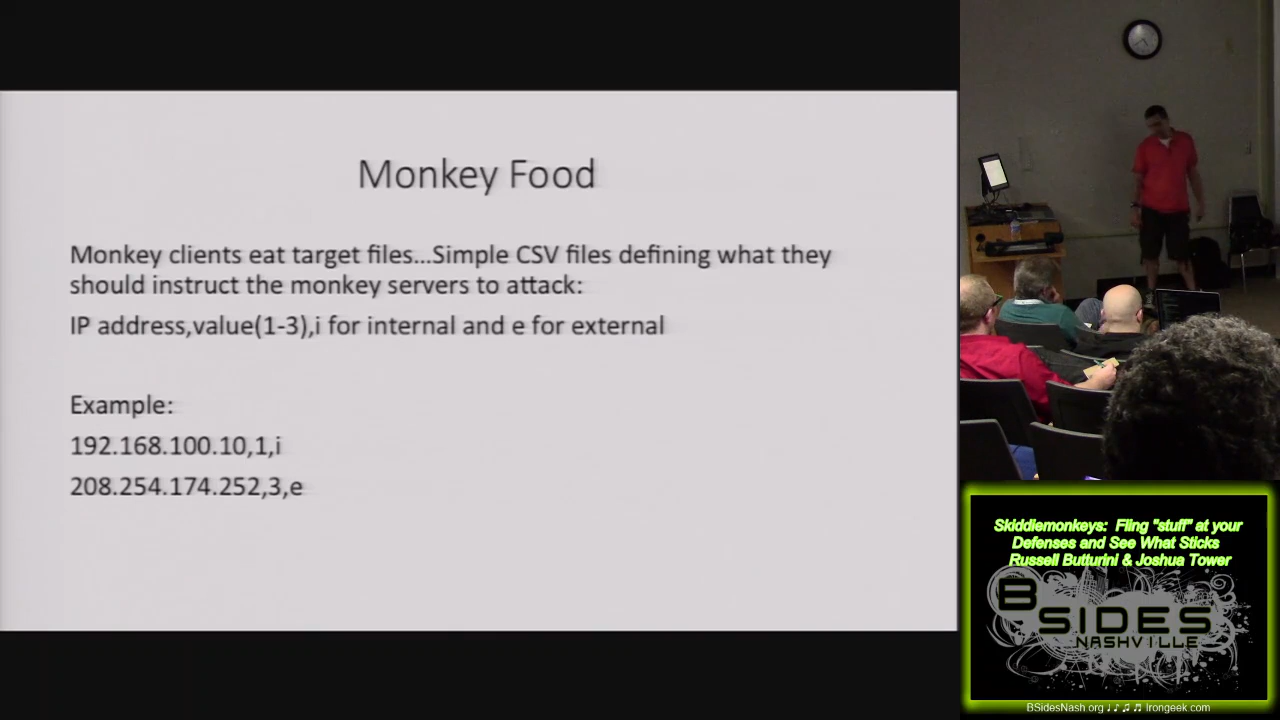 Monkey Food
Monkey clients eat target files...Simple CSV files defining what they
should instruct the monkey servers to attack:
IP address,value(1-3),i for internal and e for external
Example:
192.168.100.10,1,i
208.254.174.252,3,e
Skiddiemonkeys: Fling "stuff" at your
Defenses and See What Sticks
Russell Butturini & Joshua Tower
BSIDES
NASHVILLE
BSidesNash.org ♩ ♪ ♫ ♬ Irongeek.com